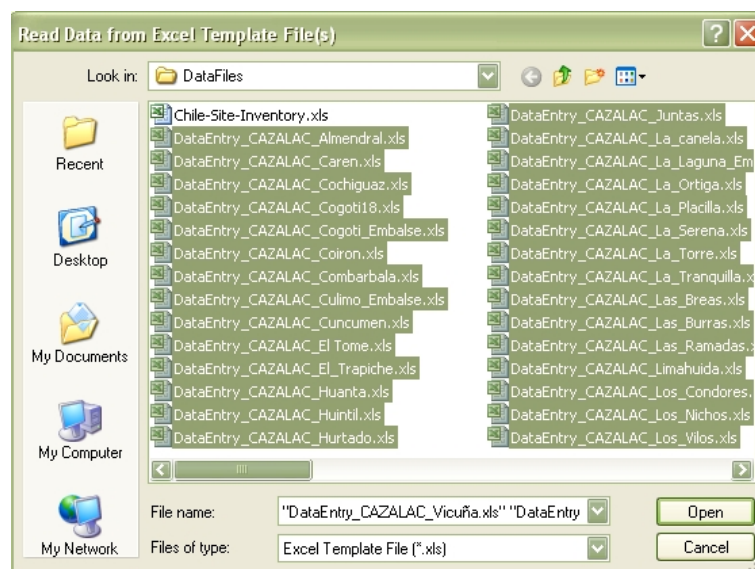 Read Data from Excel Template File(s)
Look in:
DataFiles
Recent
Desktop
My Documents
My Computer
My Network
Chile-Site-Inventory.xls
DataEntry_CAZALAC_Almendral.xls
DataEntry_CAZALAC_Caren.xls
DataEntry_CAZALAC_Cochiguaz.xls
DataEntry_CAZALAC_Cogoti18.xls
DataEntry_CAZALAC_Cogoti_Embalse.xls
DataEntry_CAZALAC_Coiron.xls
DataEntry_CAZALAC_Combarbala.xls
DataEntry_CAZALAC_Culimo_Embalse.xls
DataEntry_CAZALAC_Cuncumen.xls
DataEntry_CAZALAC_El Tome.xls
DataEntry_CAZALAC_El_Trapiche.xls
DataEntry_CAZALAC_Huanta.xls
DataEntry_CAZALAC_Huintil.xls
DataEntry_CAZALAC_Hurtado.xls
DataEntry_CAZALAC_Juntas.xls
DataEntry_CAZALAC_La_canela.xls
DataEntry_CAZALAC_La_Laguna_Em
DataEntry_CAZALAC_La_Ortiga.xls
DataEntry_CAZALAC_La_Placilla.xls
DataEntry_CAZALAC_La_Serena.xls
DataEntry_CAZALAC_La_Torre.xls
DataEntry_CAZALAC_La_Tranquilla.x
DataEntry_CAZALAC_Las_Breas.xls
DataEntry_CAZALAC_Las_Burras.xls
DataEntry_CAZALAC_Las_Ramadas.x
DataEntry_CAZALAC_Limahuida.xls
DataEntry_CAZALAC_Los_Condores.
DataEntry_CAZALAC_Los_Nichos.xls
DataEntry_CAZALAC_Los_Vilos.xls
File name:
"DataEntry_CAZALAC_Vicuña.xls" "DataEntry
Open
Files of type:
Excel Template File (*.xls)
Cancel